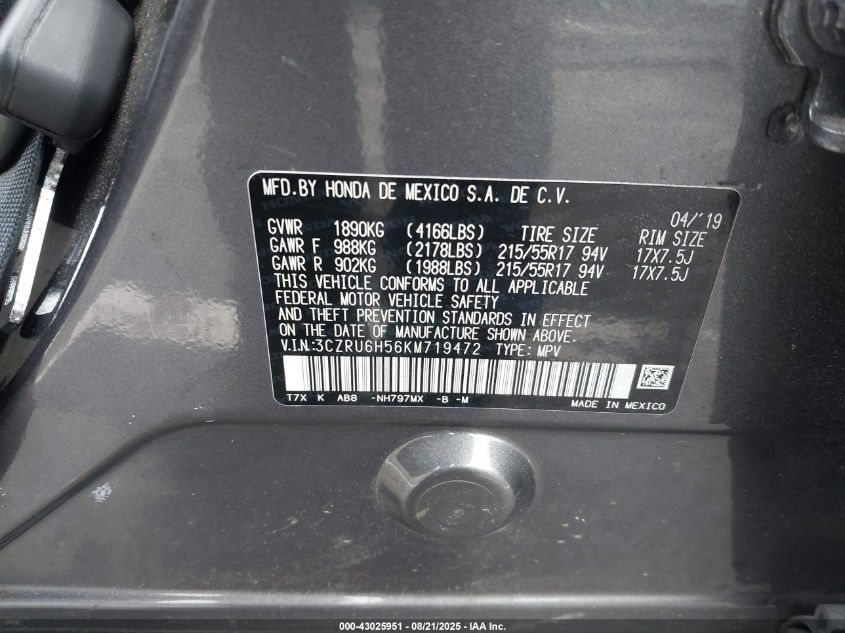 MFD.BY HONDA DE MEXICO S.A. DE C.V.
04/'19
GVWR 1890KG (4166LBS) TIRE SIZE RIM SIZE
GAWR F 988KG (2178LBS) 215/55R17 94V 17X7.5J
GAWR R 902KG (1988LBS) 215/55R17 94V 17X7.5J
THIS VEHICLE CONFORMS TO ALL APPLICABLE
FEDERAL MOTOR VEHICLE SAFETY
AND THEFT PREVENTION STANDARDS IN EFFECT
ON THE DATE OF MANUFACTURE SHOWN ABOVE.
V.I.N:3CZRU6H56KM719472 TYPE: MPV
T7X K AB8 -NH797MX -B -M
MADE IN MEXICO
000-43025951 - 08/21/2025 - IAA Inc.